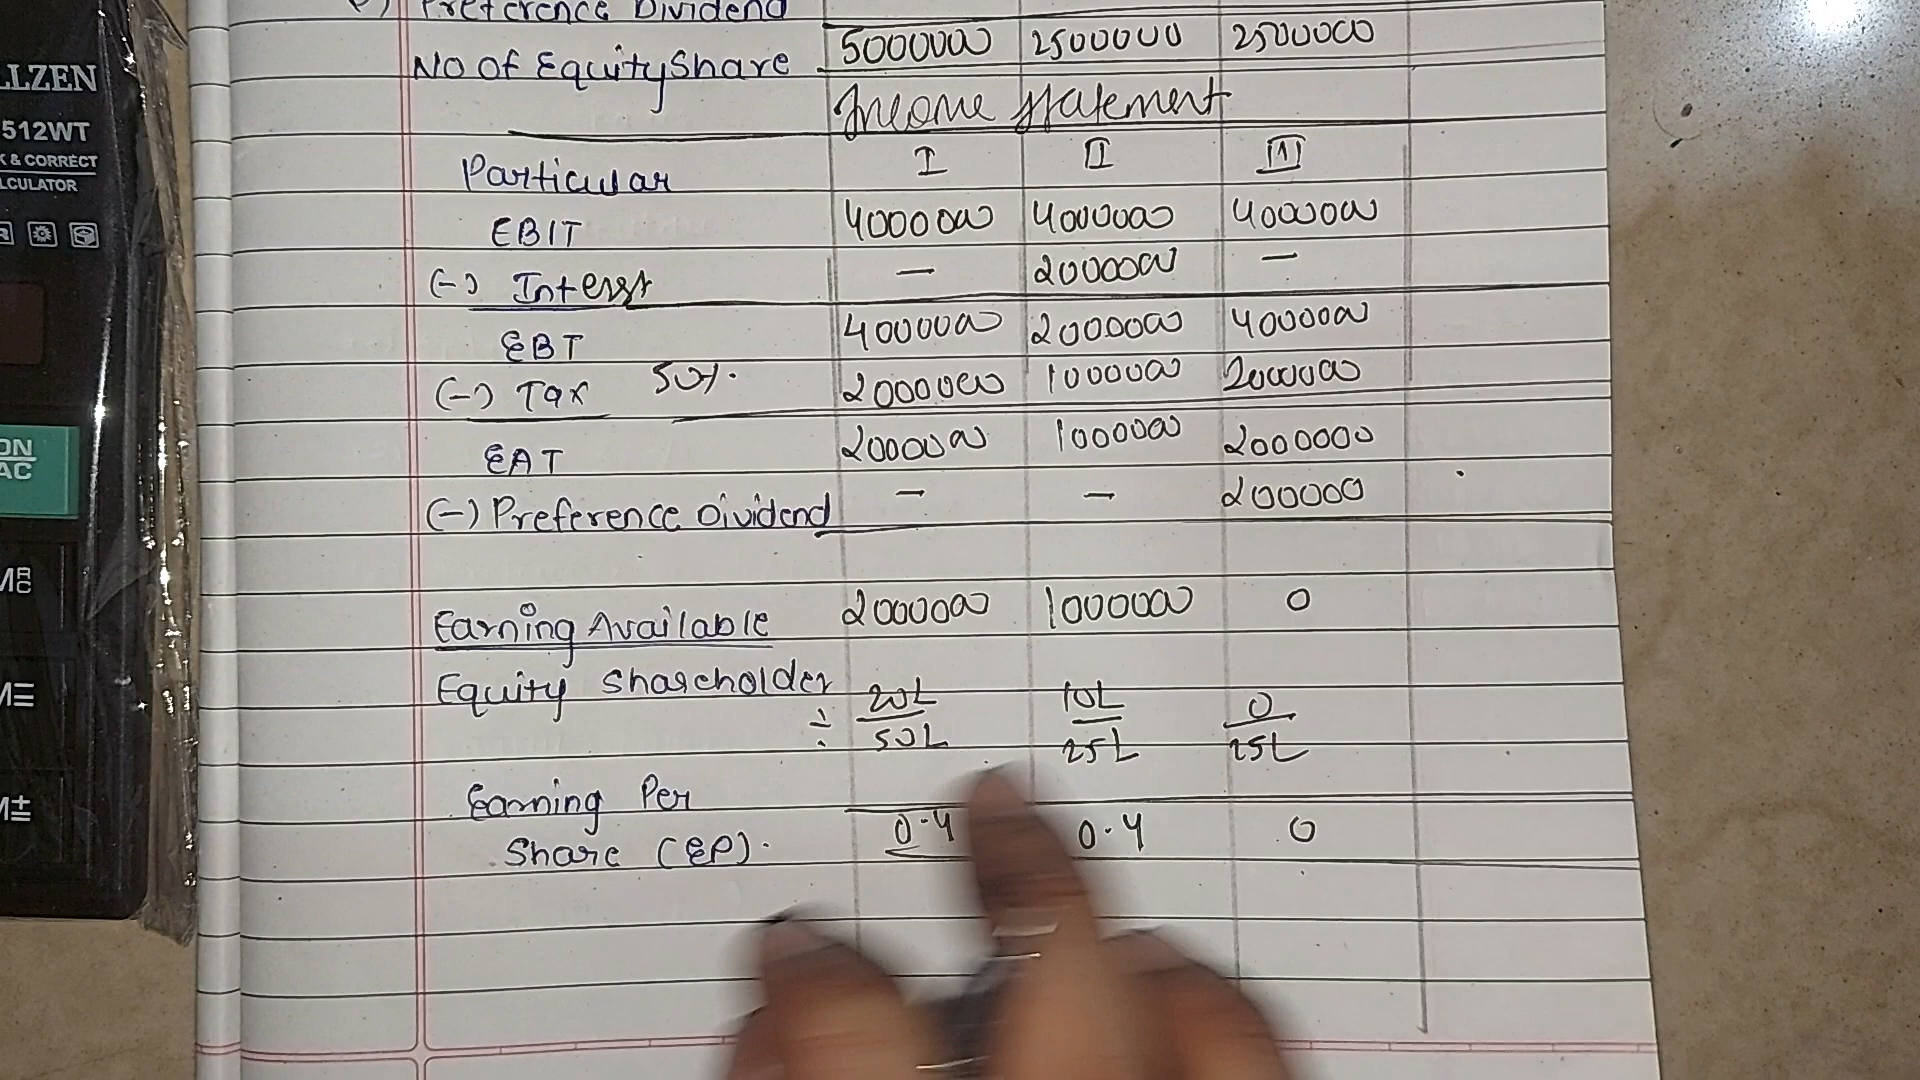 Preference Dividend
No of Equity Share 5000000 2500000 2500000
Income statement
Particular I II III
EBIT 4000000 4000000 4000000
(-) Interst — 2000000 —
EBT 4000000 2000000 4000000
(-) Tax 50%. 2000000 1000000 2000000
EAT 2000000 1000000 2000000
(-) Preference Dividend — — 2000000
Earning Available 2000000 1000000 0
Equity Shareholder
÷ 20L/50L 10L/25L 0/25L
Earning Per
Share (EP). 0.4 0.4 0
LLZEN
512WT
K & CORRECT
LCULATOR
ON
AC